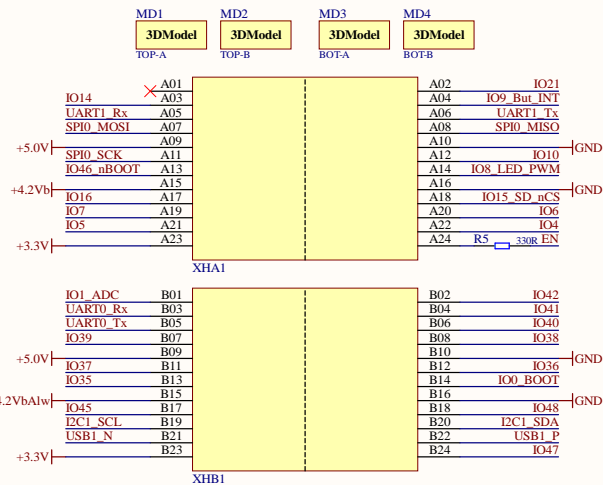 MD1 MD2 MD3 MD4
3DModel 3DModel 3DModel 3DModel
TOP-A TOP-B BOT-A BOT-B
A01 A02 IO21
IO14 A03 A04 IO9_But_INT
UART1_Rx A05 A06 UART1_Tx
SPI0_MOSI A07 A08 SPI0_MISO
+5.0V A09 A10 GND
SPI0_SCK A11 A12 IO10
IO46_nBOOT A13 A14 IO8_LED_PWM
+4.2Vb A15 A16 GND
IO16 A17 A18 IO15_SD_nCS
IO7 A19 A20 IO6
IO5 A21 A22 IO4
+3.3V A23 A24 R5 330R EN
XHA1
IO1_ADC B01 B02 IO42
UART0_Rx B03 B04 IO41
UART0_Tx B05 B06 IO40
IO39 B07 B08 IO38
+5.0V B09 B10 GND
IO37 B11 B12 IO36
IO35 B13 B14 IO0_BOOT
4.2VbAlw B15 B16 GND
IO45 B17 B18 IO48
I2C1_SCL B19 B20 I2C1_SDA
USB1_N B21 B22 USB1_P
+3.3V B23 B24 IO47
XHB1